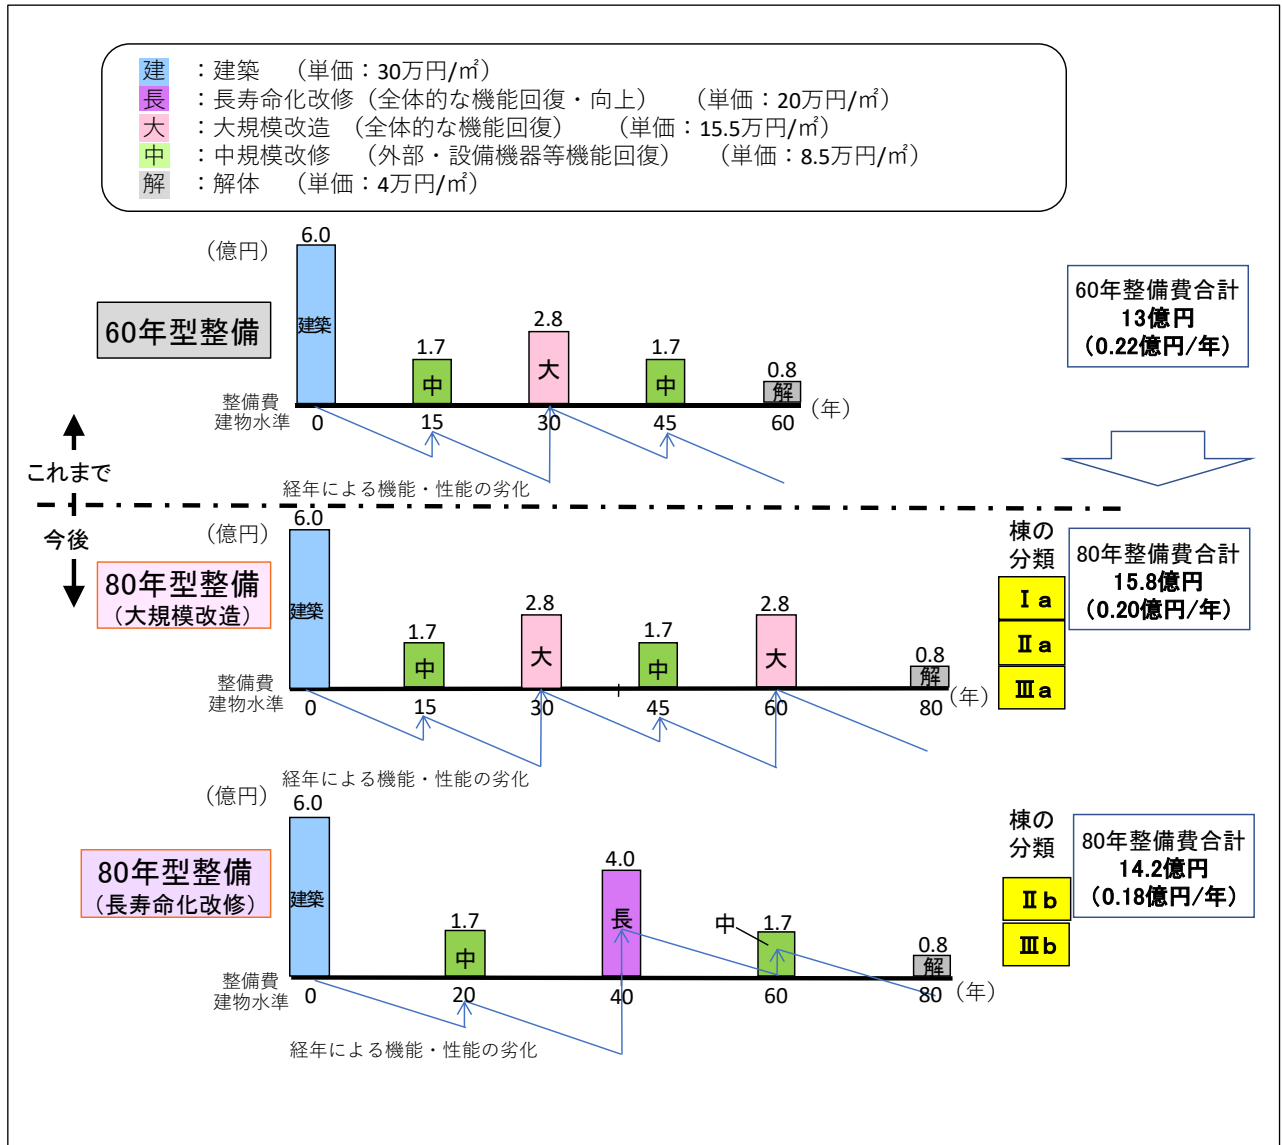 建 ：建築 （単価：30万円/㎡）
長 ：長寿命化改修（全体的な機能回復・向上） （単価：20万円/㎡）
大 ：大規模改造 （全体的な機能回復） （単価：15.5万円/㎡）
中 ：中規模改修 （外部・設備機器等機能回復） （単価：8.5万円/㎡）
解 ：解体 （単価：4万円/㎡）
（億円）
6.0
建築
60年型整備
1.7
中
2.8
大
1.7
中
0.8
解
整備費
建物水準
0 15 30 45 60 （年）
経年による機能・性能の劣化
60年整備費合計
13億円
（0.22億円/年）
これまで
今後
（億円）
6.0
建築
80年型整備
（大規模改造）
1.7
中
2.8
大
1.7
中
2.8
大
0.8
解
整備費
建物水準
0 15 30 45 60 80 （年）
経年による機能・性能の劣化
棟の
分類
Ⅰa
Ⅱa
Ⅲa
80年整備費合計
15.8億円
（0.20億円/年）
（億円）
6.0
建築
80年型整備
（長寿命化改修）
1.7
中
4.0
長
中
1.7
0.8
解
整備費
建物水準
0 20 40 60 80 （年）
経年による機能・性能の劣化
棟の
分類
Ⅱb
Ⅲb
80年整備費合計
14.2億円
（0.18億円/年）